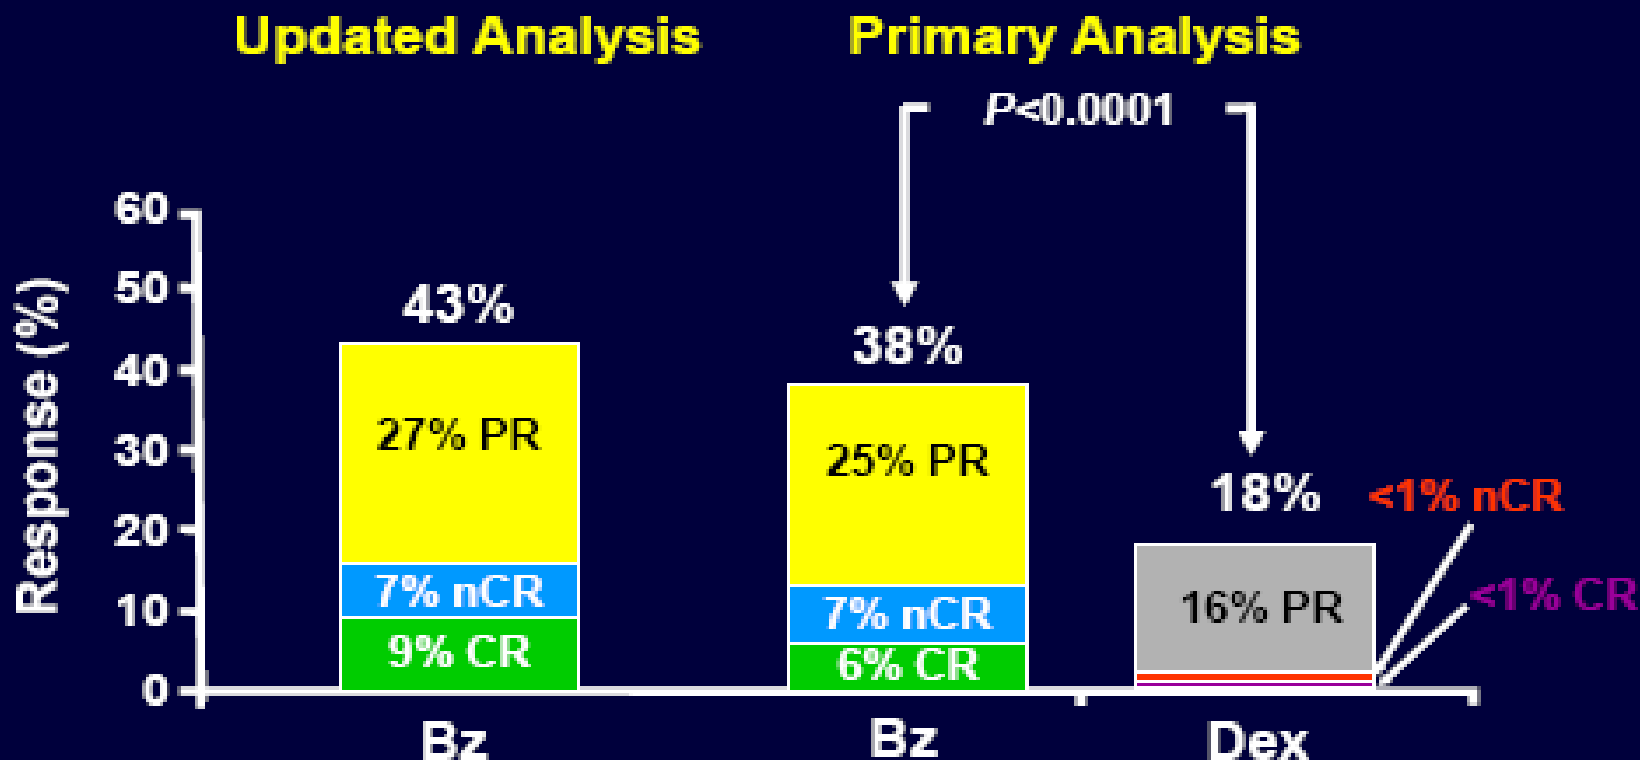 Updated Analysis
Primary Analysis
P<0.0001
Response (%)
60
50
40
30
20
10
0
43%
27% PR
7% nCR
9% CR
38%
25% PR
7% nCR
6% CR
18%
16% PR
<1% nCR
<1% CR
Bz
Bz
Dex